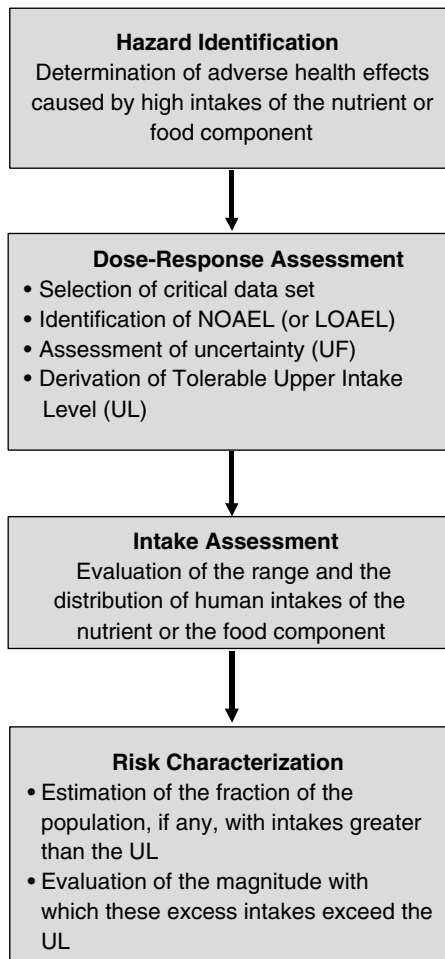 Hazard Identification
Determination of adverse health effects
caused by high intakes of the nutrient or
food component
Dose-Response Assessment
• Selection of critical data set
• Identification of NOAEL (or LOAEL)
• Assessment of uncertainty (UF)
• Derivation of Tolerable Upper Intake
Level (UL)
Intake Assessment
Evaluation of the range and the
distribution of human intakes of the
nutrient or the food component
Risk Characterization
• Estimation of the fraction of the
population, if any, with intakes greater
than the UL
• Evaluation of the magnitude with
which these excess intakes exceed the
UL